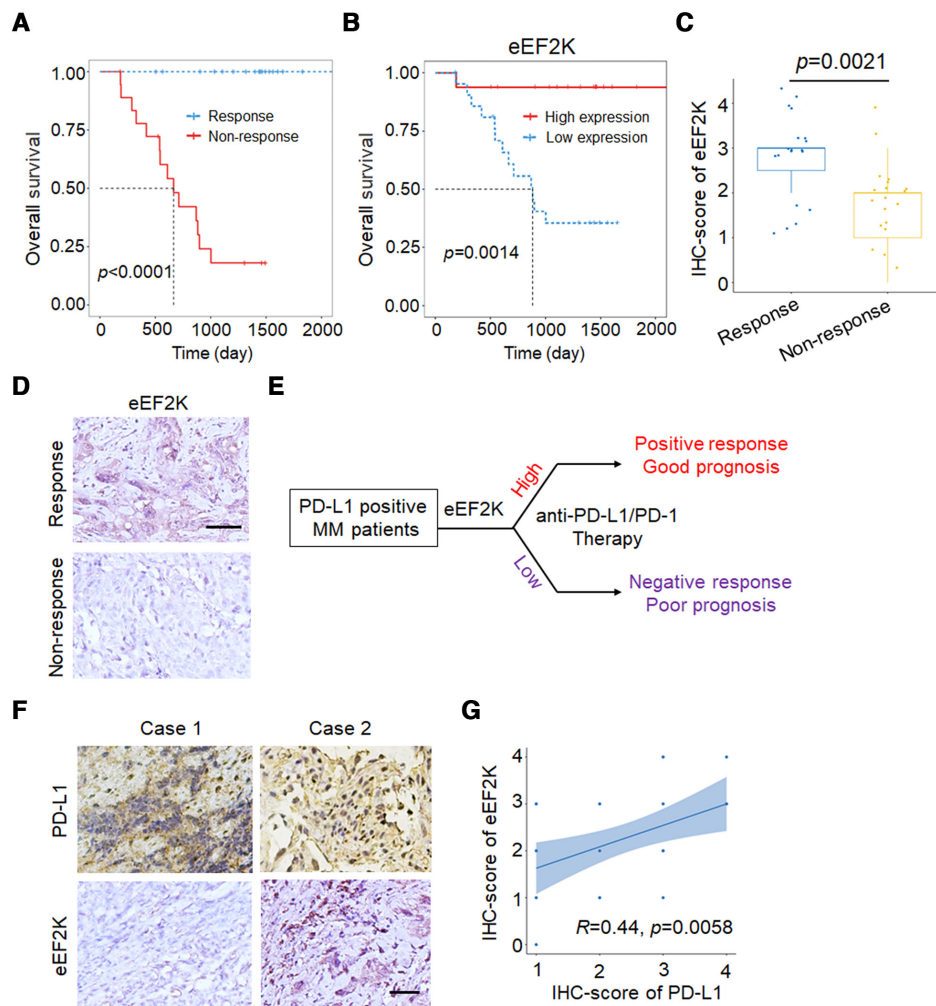 A
Overall survival
1.00
0.75
0.50
0.25
0.00
Response
Non-response
p<0.0001
0 500 1000 1500 2000
Time (day)
B
eEF2K
Overall survival
1.00
0.75
0.50
0.25
0.00
High expression
Low expression
p=0.0014
0 500 1000 1500 2000
Time (day)
C
p=0.0021
IHC-score of eEF2K
4
3
2
1
0
Response
Non-response
D
eEF2K
Response
Non-response
E
PD-L1 positive
MM patients
eEF2K
High
Low
anti-PD-L1/PD-1
Therapy
Positive response
Good prognosis
Negative response
Poor prognosis
F
Case 1
Case 2
PD-L1
eEF2K
G
IHC-score of eEF2K
4
3
2
1
0
R=0.44, p=0.0058
1 2 3 4
IHC-score of PD-L1